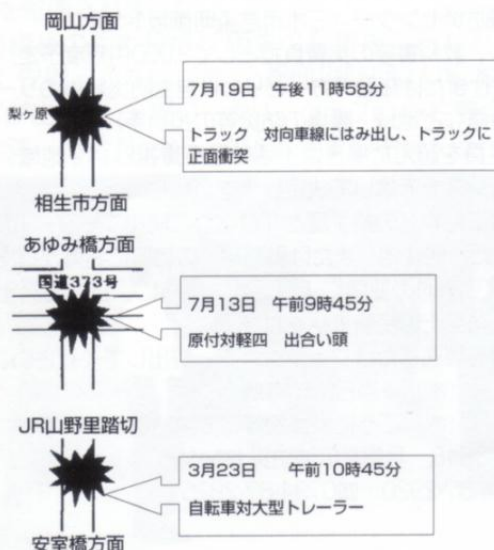 岡山方面
7月19日　午後11時58分
梨ヶ原
トラック　対向車線にはみ出し、トラックに
正面衝突
相生市方面
あゆみ橋方面
国道373号
7月13日　午前9時45分
原付対軽四　出合い頭
JR山野里踏切
3月23日　午前10時45分
自転車対大型トレーラー
安室橋方面